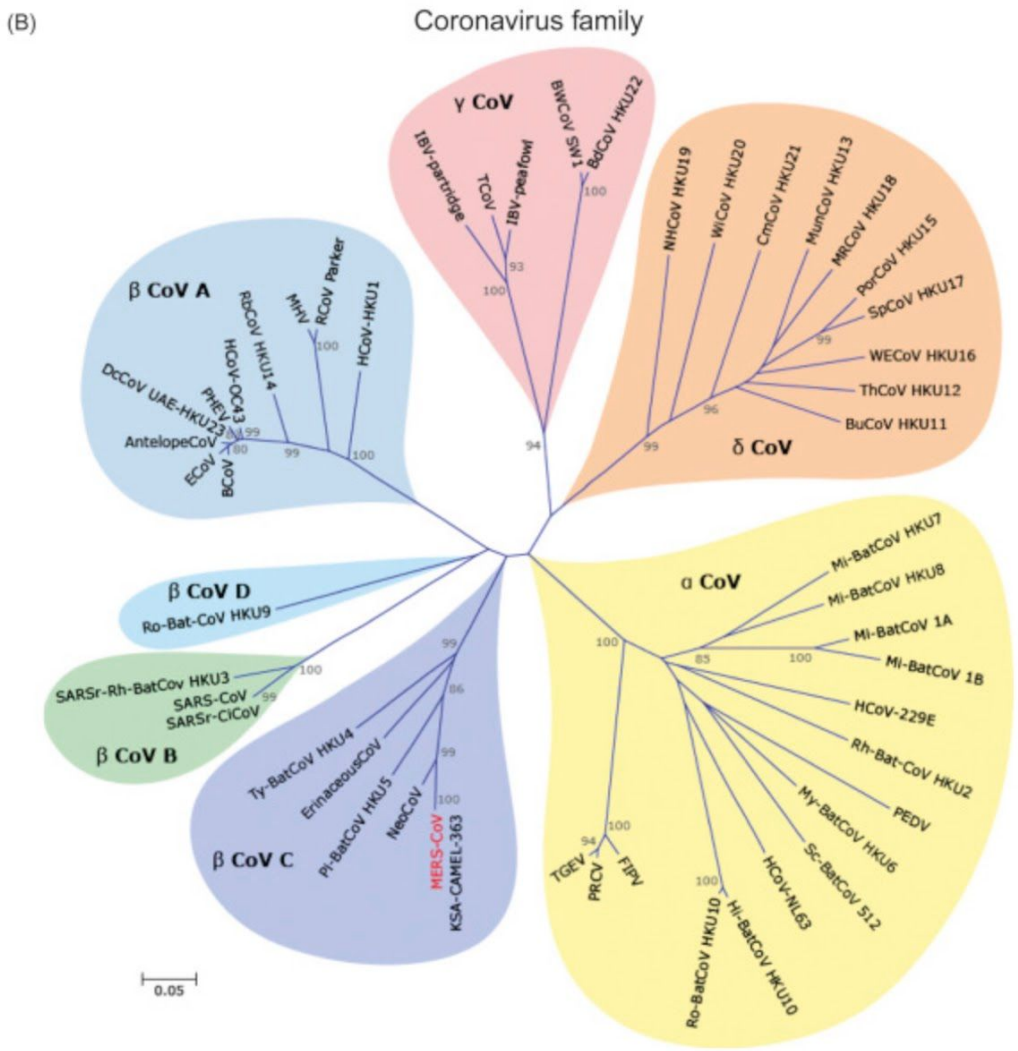 (B)
Coronavirus family
γ CoV
IBV-partridge
TCoV
IBV-peafowl
BWCoV SW1
BdCoV HKU22
93
100
100
94
NHCoV HKU19
WiCoV HKU20
CmCoV HKU21
MunCoV HKU13
MRCoV HKU18
PorCoV HKU15
SpCoV HKU17
WECoV HKU16
ThCoV HKU12
BuCoV HKU11
99
96
99
δ CoV
β CoV A
DcCoV UAE-HKU23
PHEV
HCoV-OC43
RbCoV HKU14
MHV
RCoV Parker
HCoV-HKU1
AntelopeCoV
ECoV
BCoV
99
80
99
100
100
β CoV D
Ro-Bat-CoV HKU9
SARSr-Rh-BatCov HKU3
SARS-CoV
SARSr-CiCoV
100
99
β CoV B
99
86
99
100
Ty-BatCoV HKU4
ErinaceousCoV
Pi-BatCoV HKU5
NeoCoV
MERS-CoV
KSA-CAMEL-363
β CoV C
α CoV
Mi-BatCoV HKU7
Mi-BatCoV HKU8
Mi-BatCoV 1A
Mi-BatCoV 1B
HCoV-229E
Rh-Bat-CoV HKU2
PEDV
My-BatCoV HKU6
Sc-BatCoV 512
HCoV-NL63
Hi-BatCoV HKU10
Ro-BatCoV HKU10
100
85
100
100
94
100
TGEV
PRCV
FIPV
0.05